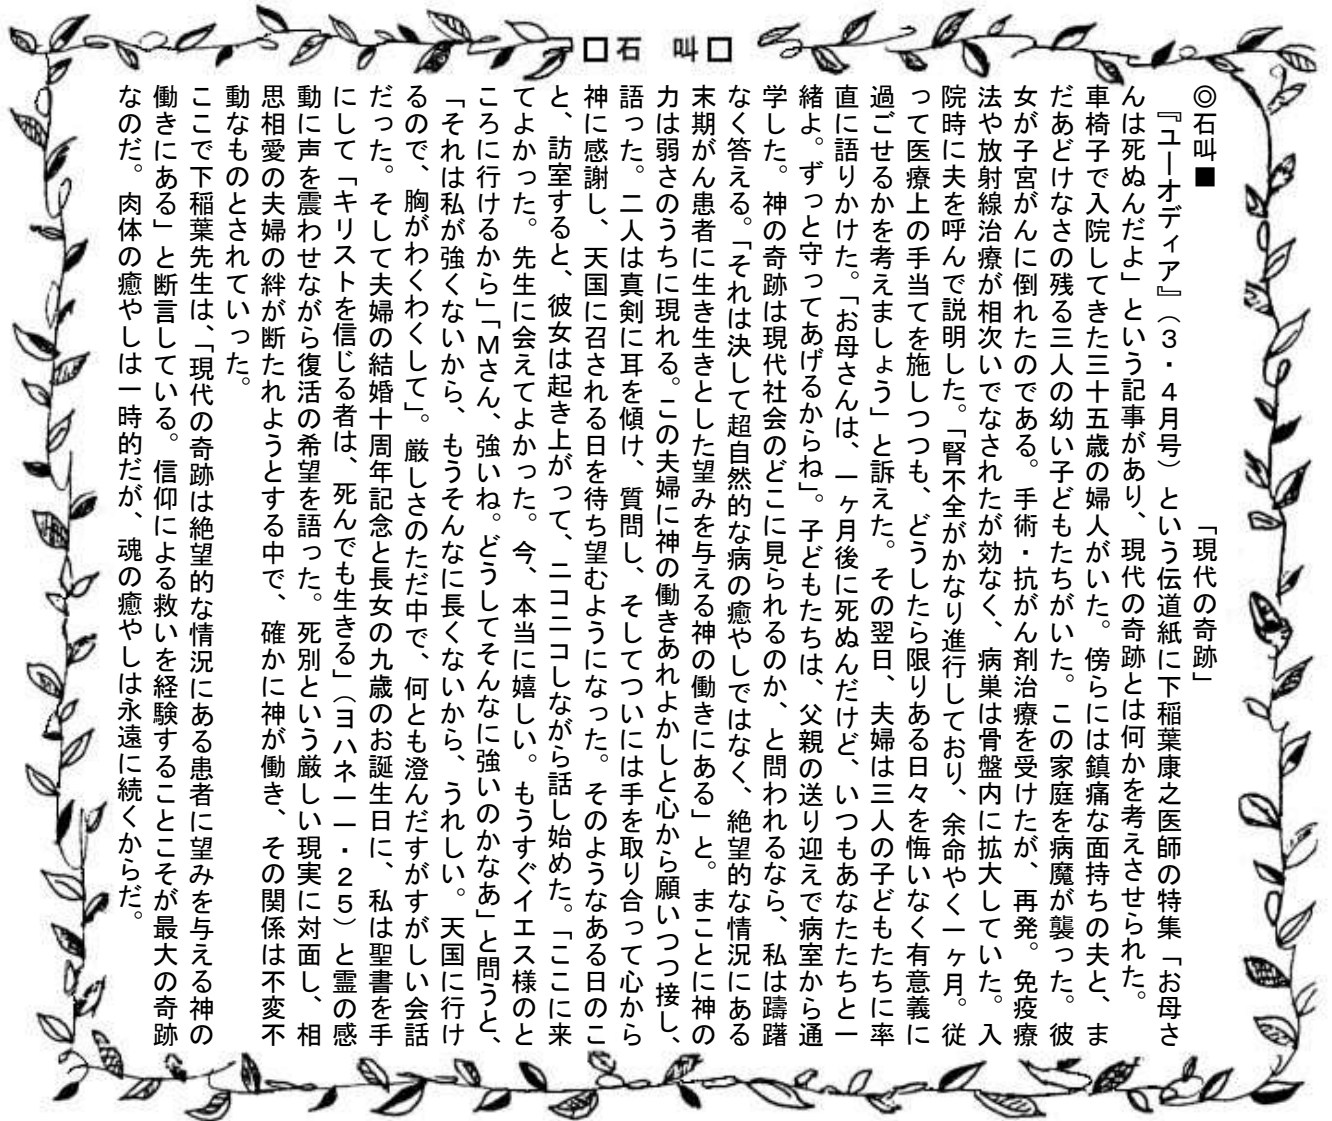 □石　叫□
◎石叫■　　　　　　　　　　　「現代の奇跡」
『ユーオディア』（３・４月号）という伝道紙に下稲葉康之医師の特集「お母さ
んは死ぬんだよ」という記事があり、現代の奇跡とは何かを考えさせられた。
車椅子で入院してきた三十五歳の婦人がいた。傍らには鎮痛な面持ちの夫と、ま
だあどけなさの残る三人の幼い子どもたちがいた。この家庭を病魔が襲った。彼
女が子宮がんに倒れたのである。手術・抗がん剤治療を受けたが、再発。免疫療
法や放射線治療が相次いでなされたが効なく、病巣は骨盤内に拡大していた。入
院時に夫を呼んで説明した。「腎不全がかなり進行しており、余命やく一ヶ月。従
って医療上の手当てを施しつつも、どうしたら限りある日々を悔いなく有意義に
過ごせるかを考えましょう」と訴えた。その翌日、夫婦は三人の子どもたちに率
直に語りかけた。「お母さんは、一ヶ月後に死ぬんだけど、いつもあなたたちと一
緒よ。ずっと守ってあげるからね」。子どもたちは、父親の送り迎えで病室から通
学した。神の奇跡は現代社会のどこに見られるのか、と問われるなら、私は躊躇
なく答える。「それは決して超自然的な病の癒やしではなく、絶望的な情況にある
末期がん患者に生き生きとした望みを与える神の働きにある」と。まことに神の
力は弱さのうちに現れる。この夫婦に神の働きあれよかしと心から願いつつ接し、
語った。二人は真剣に耳を傾け、質問し、そしてついには手を取り合って心から
神に感謝し、天国に召される日を待ち望むようになった。そのようなある日のこ
と、訪室すると、彼女は起き上がって、ニコニコしながら話し始めた。「ここに来
てよかった。先生に会えてよかった。今、本当に嬉しい。もうすぐイエス様のと
ころに行けるから」「Ｍさん、強いね。どうしてそんなに強いのかなあ」と問うと、
「それは私が強くないから、もうそんなに長くないから、うれしい。天国に行け
るので、胸がわくわくして」。厳しさのただ中で、何とも澄んだすがすがしい会話
だった。そして夫婦の結婚十周年記念と長女の九歳のお誕生日に、私は聖書を手
にして「キリストを信じる者は、死んでも生きる」（ヨハネ一一・２５）と霊の感
動に声を震わせながら復活の希望を語った。死別という厳しい現実に対面し、相
思相愛の夫婦の絆が断たれようとする中で、確かに神が働き、その関係は不変不
動なものとされていった。
ここで下稲葉先生は、「現代の奇跡は絶望的な情況にある患者に望みを与える神の
働きにある」と断言している。信仰による救いを経験することこそが最大の奇跡
なのだ。肉体の癒やしは一時的だが、魂の癒やしは永遠に続くからだ。